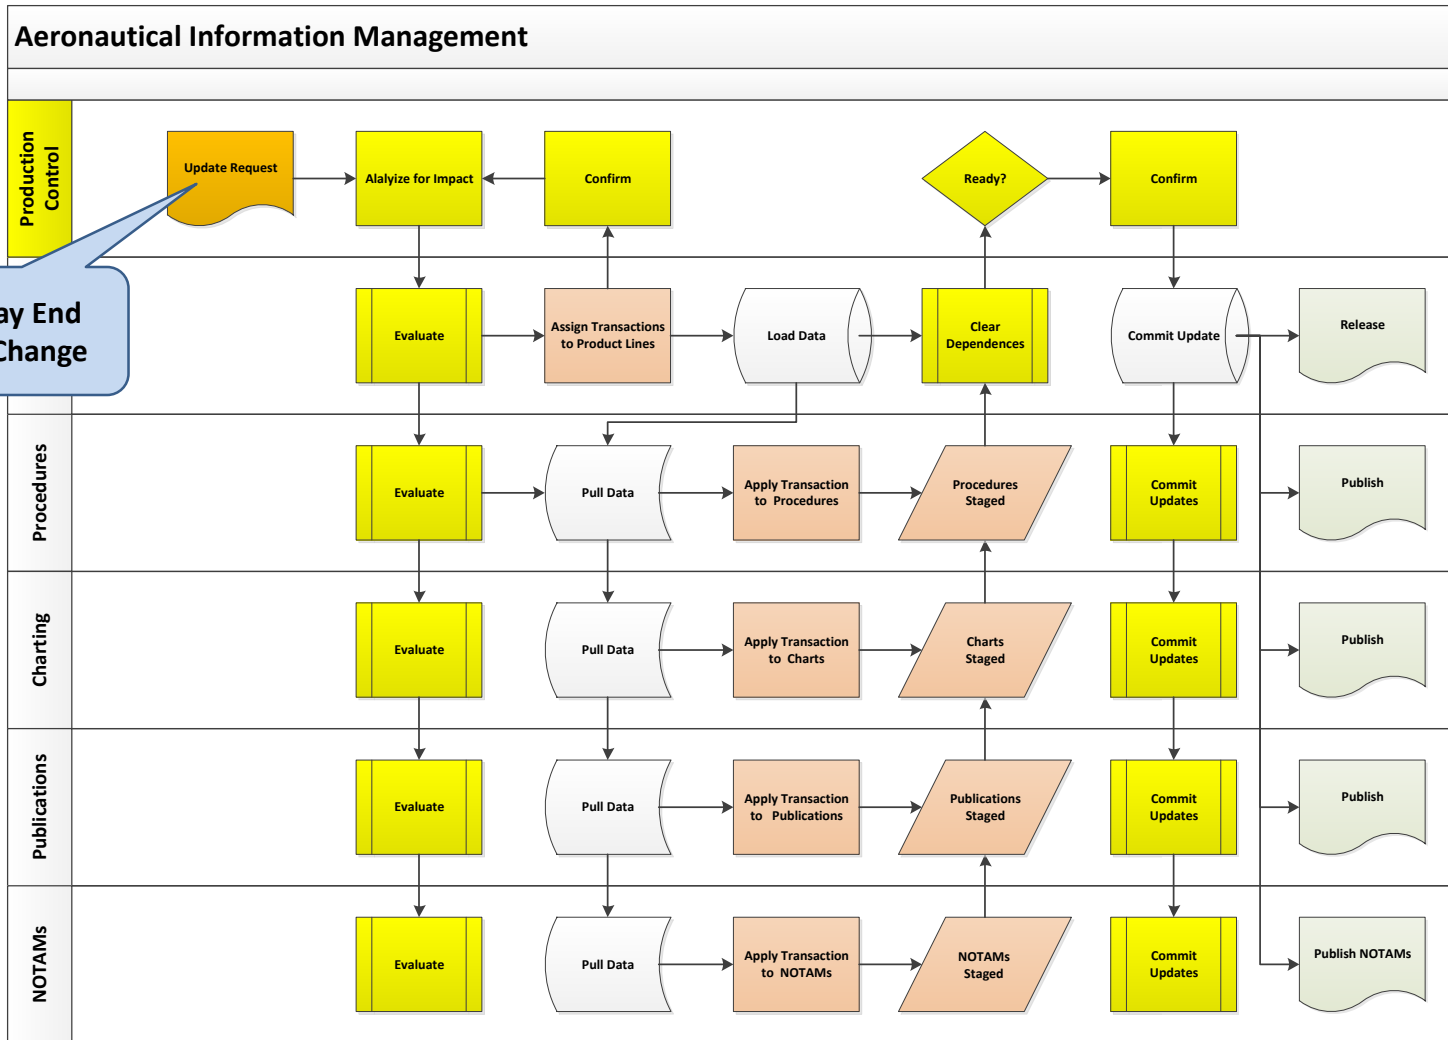 Aeronautical Information Management
Production
Control
Update Request
Alalyize for Impact
Confirm
Ready?
Confirm
End
Change
Evaluate
Assign Transactions
to Product Lines
Load Data
Clear
Dependences
Commit Update
Release
Procedures
Evaluate
Pull Data
Apply Transaction
to Procedures
Procedures
Staged
Commit
Updates
Publish
Charting
Evaluate
Pull Data
Apply Transaction
to Charts
Charts
Staged
Commit
Updates
Publish
Publications
Evaluate
Pull Data
Apply Transaction
to Publications
Publications
Staged
Commit
Updates
Publish
NOTAMs
Evaluate
Pull Data
Apply Transaction
to NOTAMs
NOTAMs
Staged
Commit
Updates
Publish NOTAMs